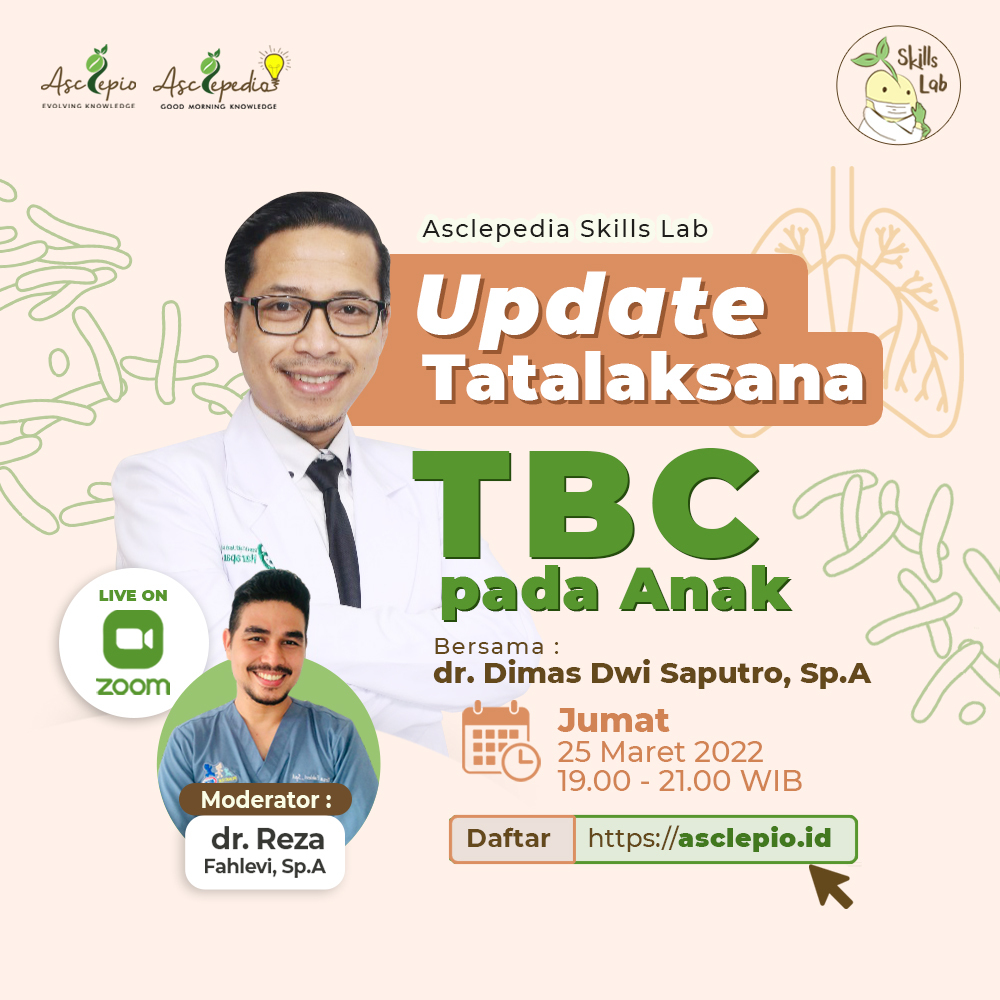 Asclepio
EVOLVING KNOWLEDGE
Asclepedia
GOOD MORNING KNOWLEDGE
Skills
Lab
Asclepedia Skills Lab
Update
Tatalaksana
TBC
pada Anak
Bersama :
dr. Dimas Dwi Saputro, Sp.A
Jumat
25 Maret 2022
19.00 - 21.00 WIB
Daftar https://asclepio.id
LIVE ON
zoom
Moderator :
dr. Reza
Fahlevi, Sp.A